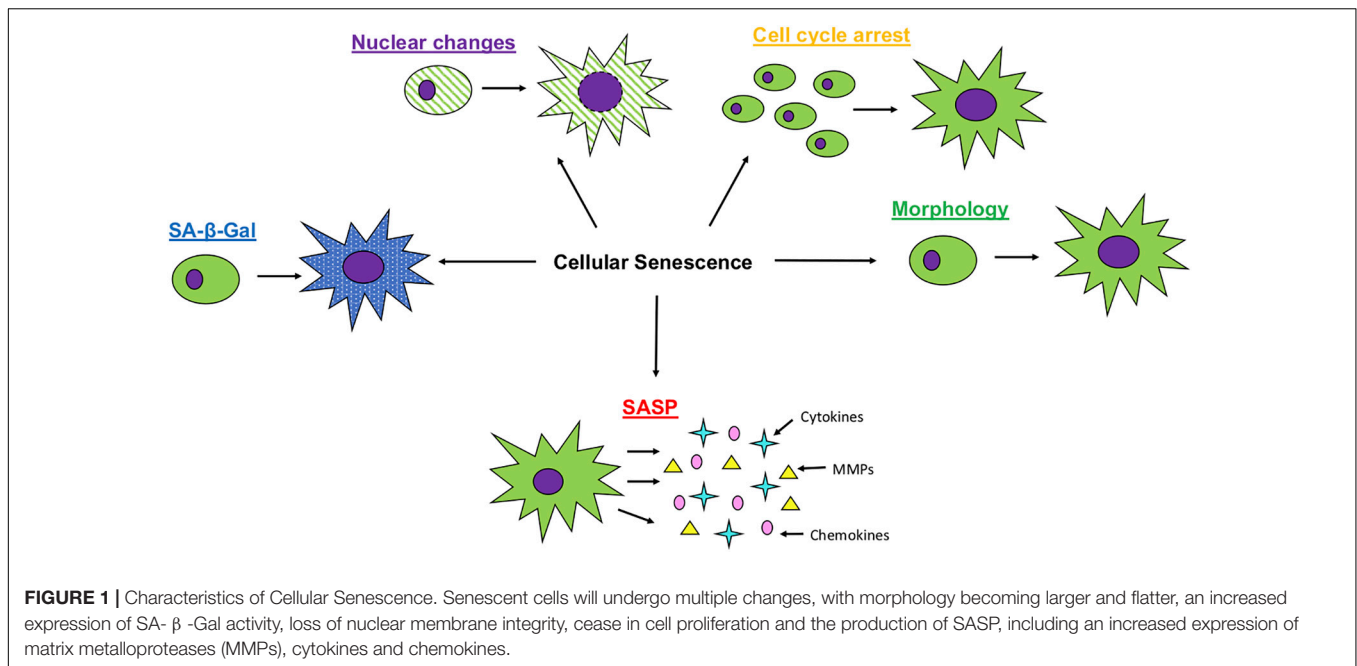 Nuclear changes
Cell cycle arrest
SA-β-Gal
Morphology
Cellular Senescence
SASP
Cytokines
MMPs
Chemokines
FIGURE 1 | Characteristics of Cellular Senescence. Senescent cells will undergo multiple changes, with morphology becoming larger and flatter, an increased
expression of SA- β -Gal activity, loss of nuclear membrane integrity, cease in cell proliferation and the production of SASP, including an increased expression of
matrix metalloproteases (MMPs), cytokines and chemokines.